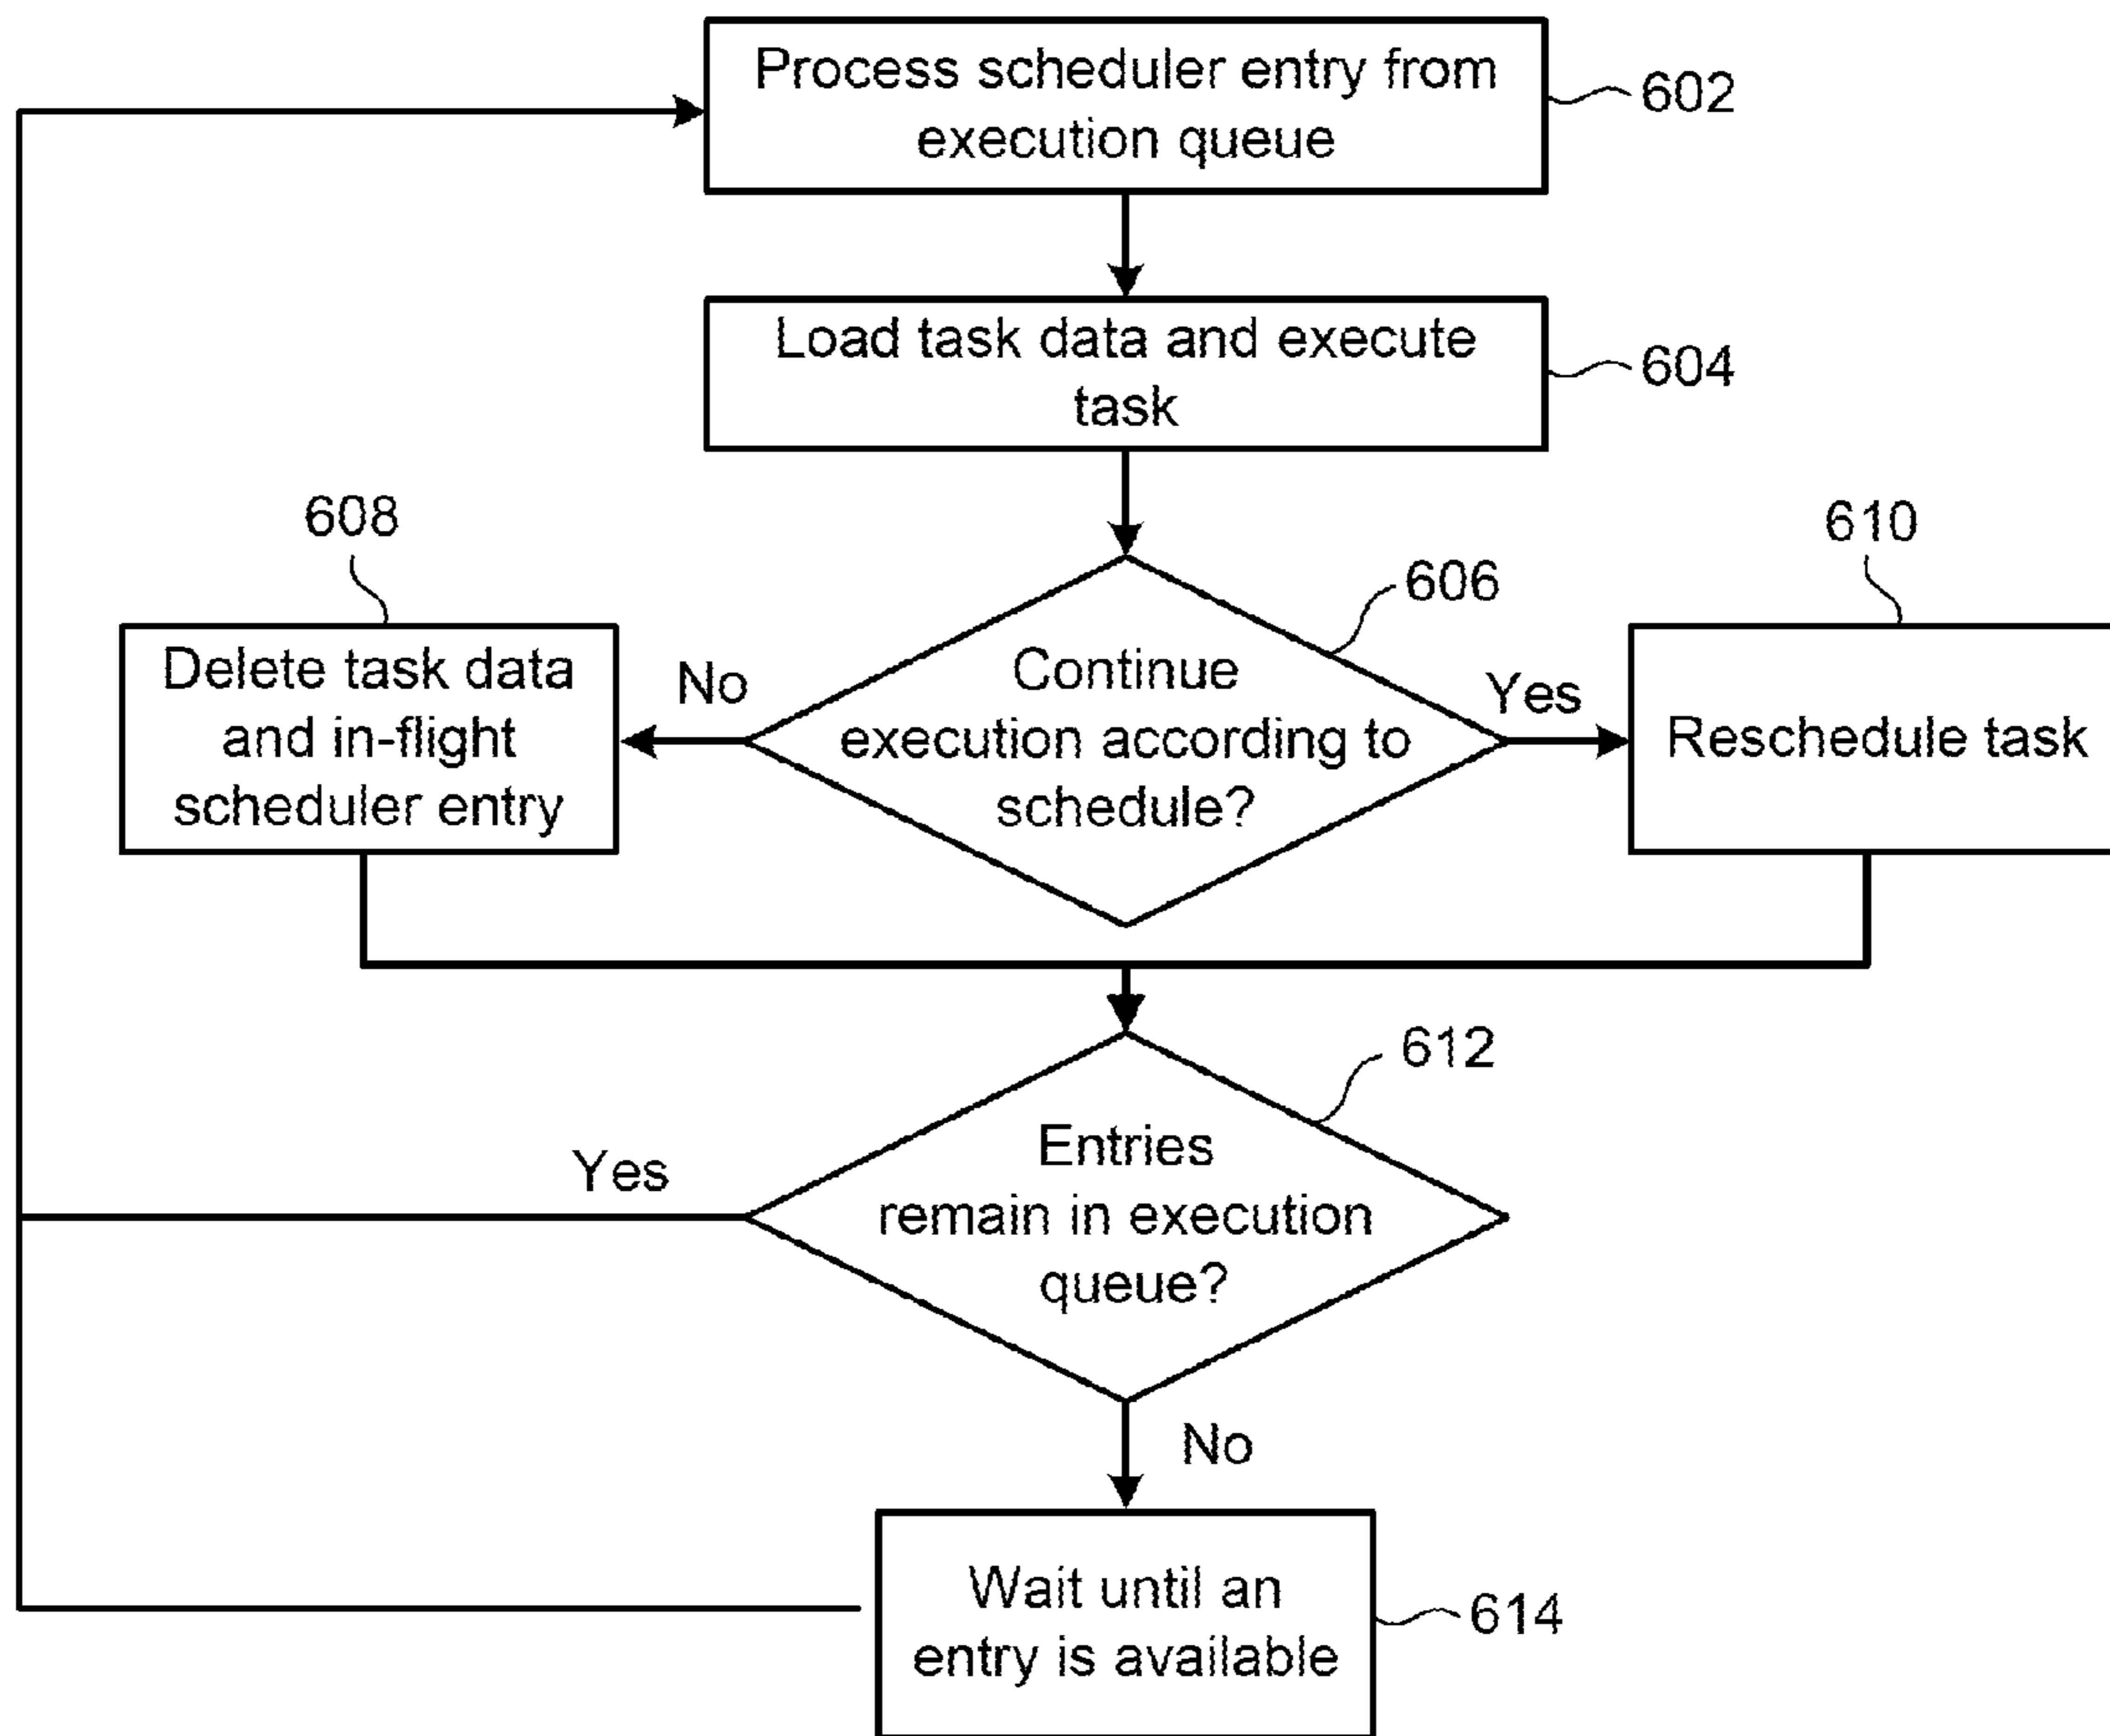 Process scheduler entry from
execution queue
602
Load task data and execute
task
604
608
610
606
Delete task data
and in-flight
scheduler entry
No
Continue
execution according to
schedule?
Yes
Reschedule task
612
Yes
Entries
remain in execution
queue?
No
Wait until an
entry is available
614